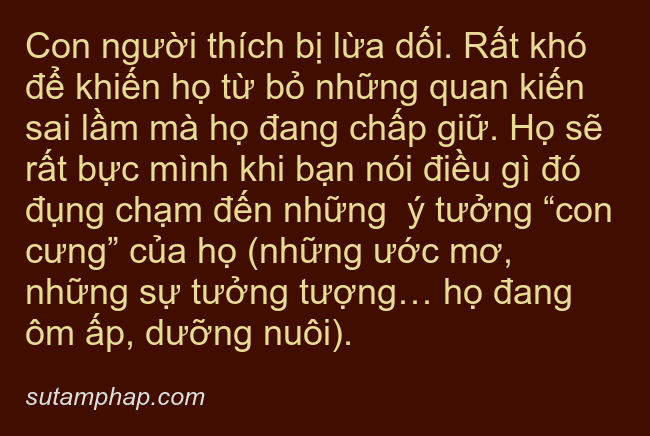 Con người thích bị lừa dối. Rất khó
để khiến họ từ bỏ những quan kiến
sai lầm mà họ đang chấp giữ. Họ sẽ
rất bực mình khi bạn nói điều gì đó
đụng chạm đến những  ý tưởng “con
cưng” của họ (những ước mơ,
những sự tưởng tượng… họ đang
ôm ấp, dưỡng nuôi).
sutamphap.com